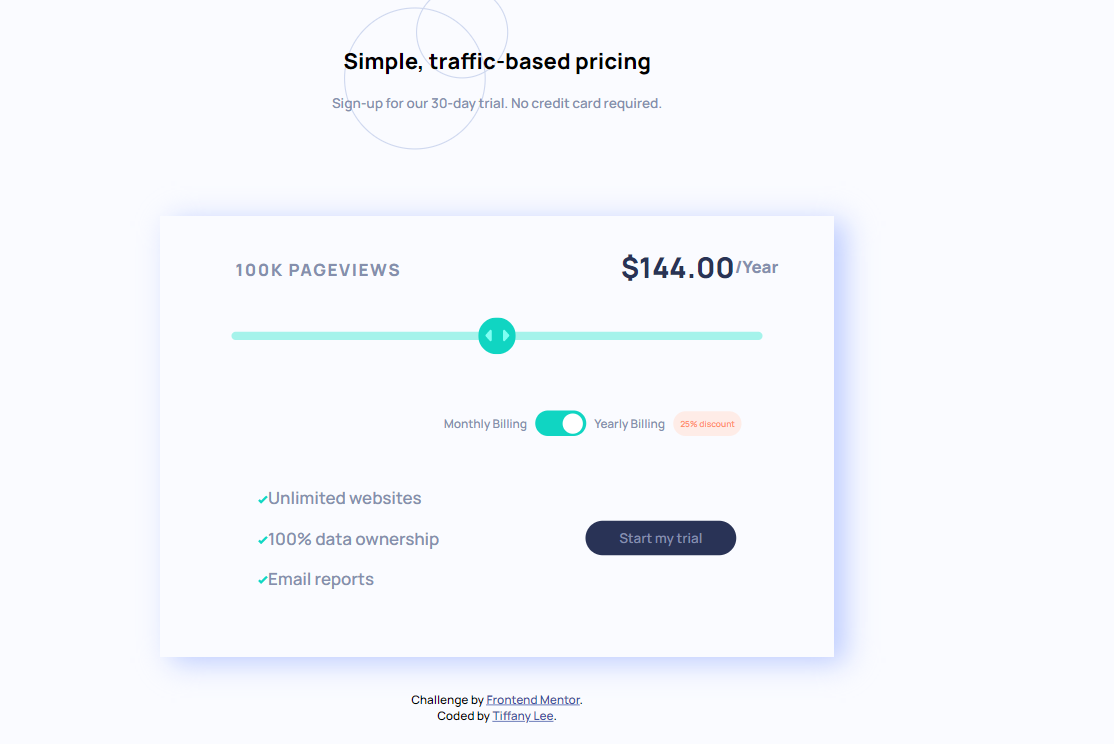 Simple, traffic-based pricing
Sign-up for our 30-day trial. No credit card required.
100K PAGEVIEWS
$144.00/Year
Monthly Billing Yearly Billing 25% discount
Unlimited websites
100% data ownership
Start my trial
Email reports
Challenge by Frontend Mentor.
Coded by Tiffany Lee.